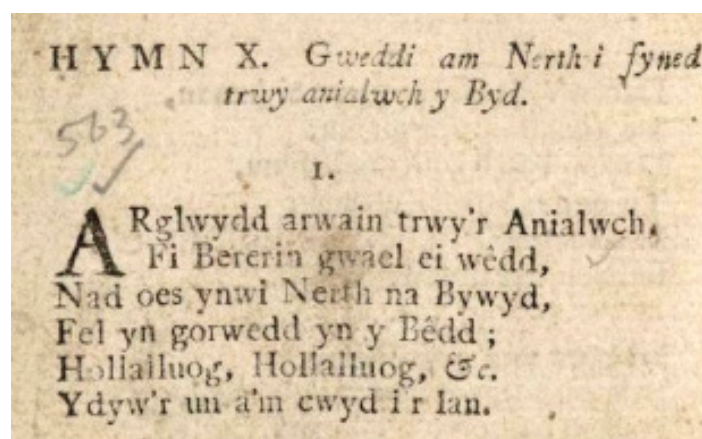 HYMN X. Gweddi am Nerth i fyned
trwy anialwch y Byd.
563
I.
ARglwydd arwain trwy'r Anialwch,
Fi Bererin gwael ei wêdd,
Nad oes ynwi Nerth na Bywyd,
Fel yn gorwedd yn y Bêdd;
Hollalluog, Hollalluog, &c.
Ydyw'r un a'm cwyd i'r lan.